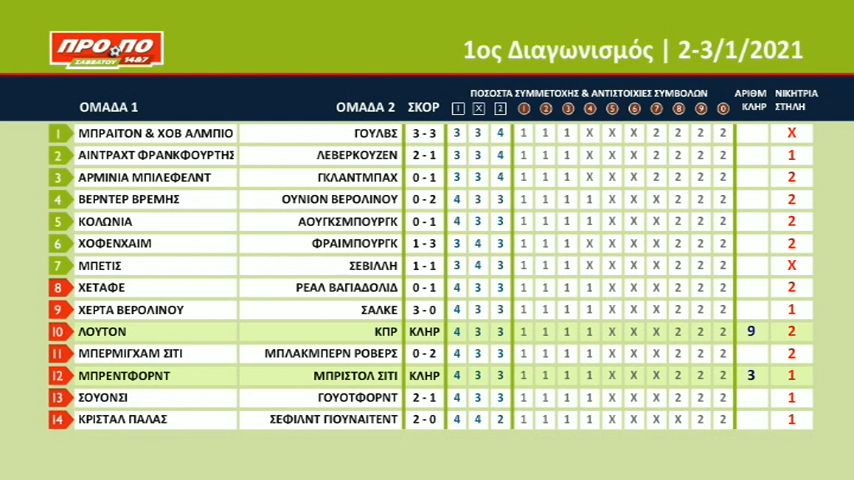 ΠΡΟ-ΠΟ
ΣΑΒΒΑΤΟΥ 14&7
1ος Διαγωνισμός | 2-3/1/2021
ΠΟΣΟΣΤΑ ΣΥΜΜΕΤΟΧΗΣ & ΑΝΤΙΣΤΟΙΧΙΕΣ ΣΥΜΒΟΛΩΝ ΑΡΙΘΜ ΝΙΚΗΤΡΙΑ
ΟΜΑΔΑ 1 ΟΜΑΔΑ 2 ΣΚΟΡ 1 X 2 1 2 3 4 5 6 7 8 9 0 ΚΛΗΡ ΣΤΗΛΗ
1 ΜΠΡΑΙΤΟΝ & ΧΟΒ ΑΛΜΠΙΟ ΓΟΥΛΒΣ 3 - 3 3 3 4 1 1 1 X X X 2 2 2 2 X
2 ΑΙΝΤΡΑΧΤ ΦΡΑΝΚΦΟΥΡΤΗΣ ΛΕΒΕΡΚΟΥΖΕΝ 2 - 1 3 3 4 1 1 1 X X X 2 2 2 2 1
3 ΑΡΜΙΝΙΑ ΜΠΙΛΕΦΕΛΝΤ ΓΚΛΑΝΤΜΠΑΧ 0 - 1 3 3 4 1 1 1 X X X 2 2 2 2 2
4 ΒΕΡΝΤΕΡ ΒΡΕΜΗΣ ΟΥΝΙΟΝ ΒΕΡΟΛΙΝΟΥ 0 - 2 4 3 3 1 1 1 1 X X X 2 2 2 2
5 ΚΟΛΩΝΙΑ ΑΟΥΓΚΣΜΠΟΥΡΓΚ 0 - 1 4 3 3 1 1 1 1 X X X 2 2 2 2
6 ΧΟΦΕΝΧΑΙΜ ΦΡΑΙΜΠΟΥΡΓΚ 1 - 3 3 4 3 1 1 1 X X X X 2 2 2 2
7 ΜΠΕΤΙΣ ΣΕΒΙΛΛΗ 1 - 1 3 4 3 1 1 1 X X X X 2 2 2 X
8 ΧΕΤΑΦΕ ΡΕΑΛ ΒΑΓΙΑΔΟΛΙΔ 0 - 1 4 3 3 1 1 1 1 X X X 2 2 2 2
9 ΧΕΡΤΑ ΒΕΡΟΛΙΝΟΥ ΣΑΛΚΕ 3 - 0 4 3 3 1 1 1 1 X X X 2 2 2 1
10 ΛΟΥΤΟΝ ΚΠΡ ΚΛΗΡ 4 3 3 1 1 1 1 X X X 2 2 2 9 2
11 ΜΠΕΡΜΙΓΧΑΜ ΣΙΤΙ ΜΠΛΑΚΜΠΕΡΝ ΡΟΒΕΡΣ 0 - 2 4 3 3 1 1 1 1 X X X 2 2 2 2
12 ΜΠΡΕΝΤΦΟΡΝΤ ΜΠΡΙΣΤΟΛ ΣΙΤΙ ΚΛΗΡ 4 3 3 1 1 1 1 X X X 2 2 2 3 1
13 ΣΟΥΟΝΣΙ ΓΟΥΟΤΦΟΡΝΤ 2 - 1 4 3 3 1 1 1 1 X X X 2 2 2 1
14 ΚΡΙΣΤΑΛ ΠΑΛΑΣ ΣΕΦΙΛΝΤ ΓΙΟΥΝΑΙΤΕΝΤ 2 - 0 4 4 2 1 1 1 1 X X X X 2 2 1